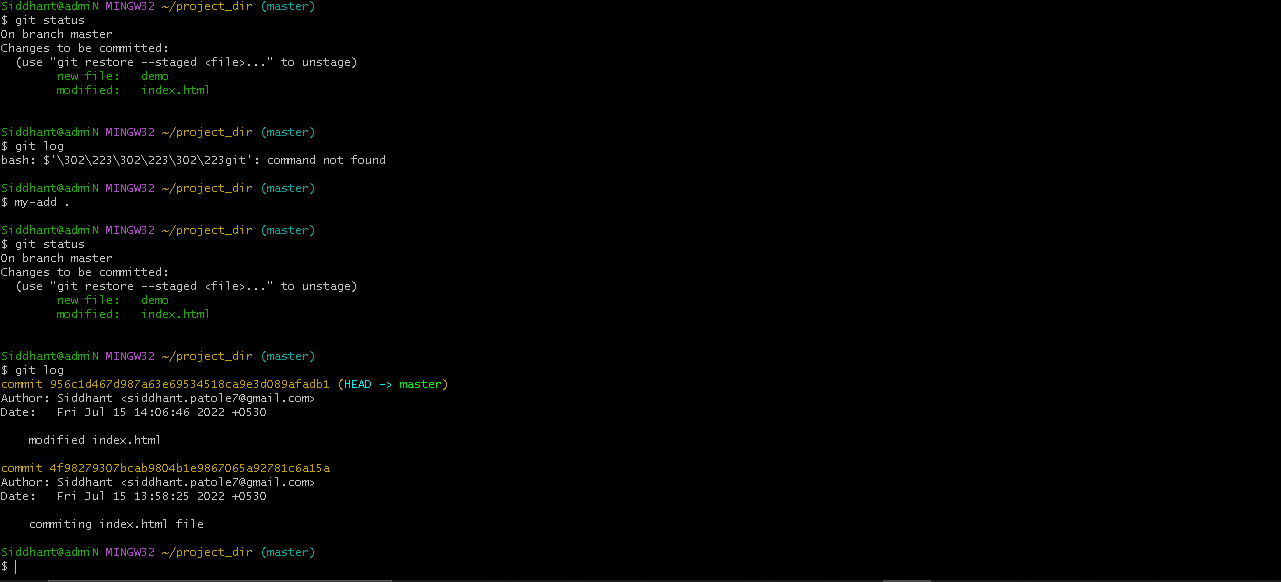 Siddhant@admiN MINGW32 ~/project_dir (master)
$ git status
On branch master
Changes to be committed:
  (use "git restore --staged <file>..." to unstage)
        new file:   demo
        modified:   index.html

Siddhant@admiN MINGW32 ~/project_dir (master)
$ git log
bash: $'\302\223\302\223\302\223git': command not found

Siddhant@admiN MINGW32 ~/project_dir (master)
$ my-add .

Siddhant@admiN MINGW32 ~/project_dir (master)
$ git status
On branch master
Changes to be committed:
  (use "git restore --staged <file>..." to unstage)
        new file:   demo
        modified:   index.html

Siddhant@admiN MINGW32 ~/project_dir (master)
$ git log
commit 956c1d467d987a63e69534518ca9e3d089afadb1 (HEAD -> master)
Author: Siddhant <siddhant.patole7@gmail.com>
Date:   Fri Jul 15 14:06:46 2022 +0530

    modified index.html

commit 4f98279307bcab9804b1e9867065a92781c6a15a
Author: Siddhant <siddhant.patole7@gmail.com>
Date:   Fri Jul 15 13:58:25 2022 +0530

    commiting index.html file

Siddhant@admiN MINGW32 ~/project_dir (master)
$